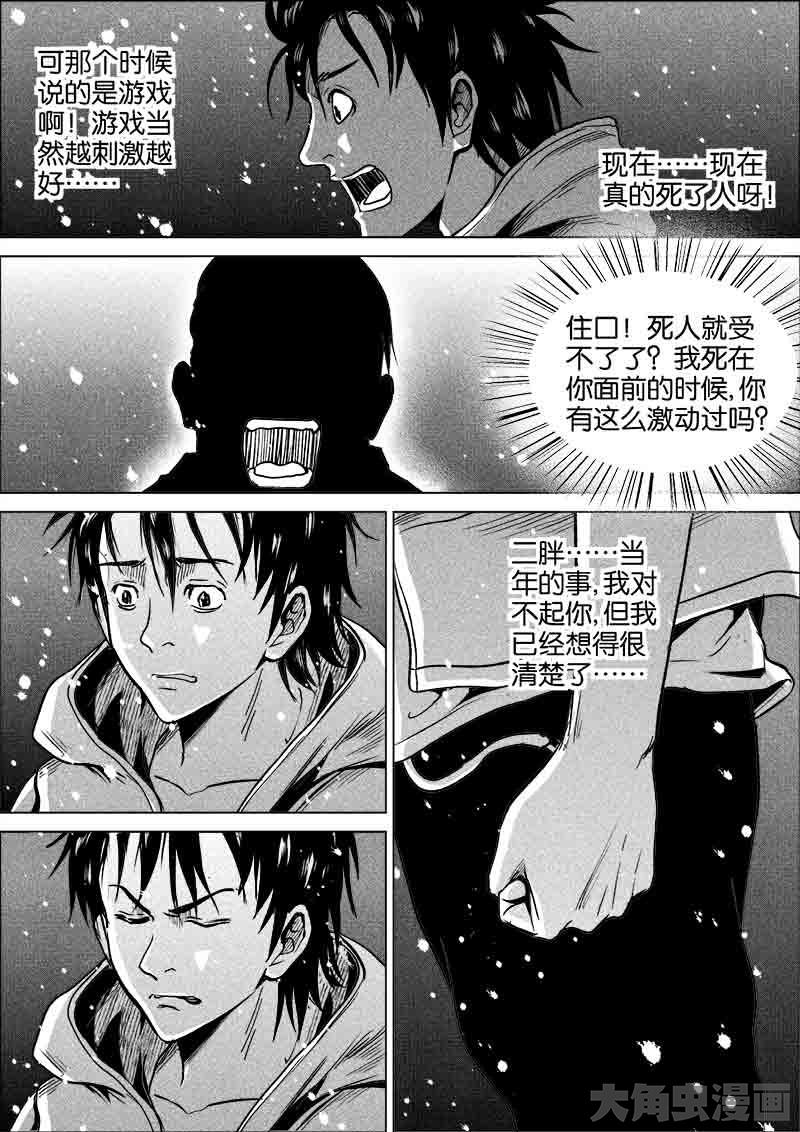 可那个时候
说的是游戏
啊！游戏当
然越刺激越
好……
现在……现在
真的死了人呀！
住口！死人就受
不了了？我死在
你面前的时候，你
有这么激动过吗？
二胖……当
年的事，我对
不起你，但我
已经想得很
清楚了……
大角虫漫画